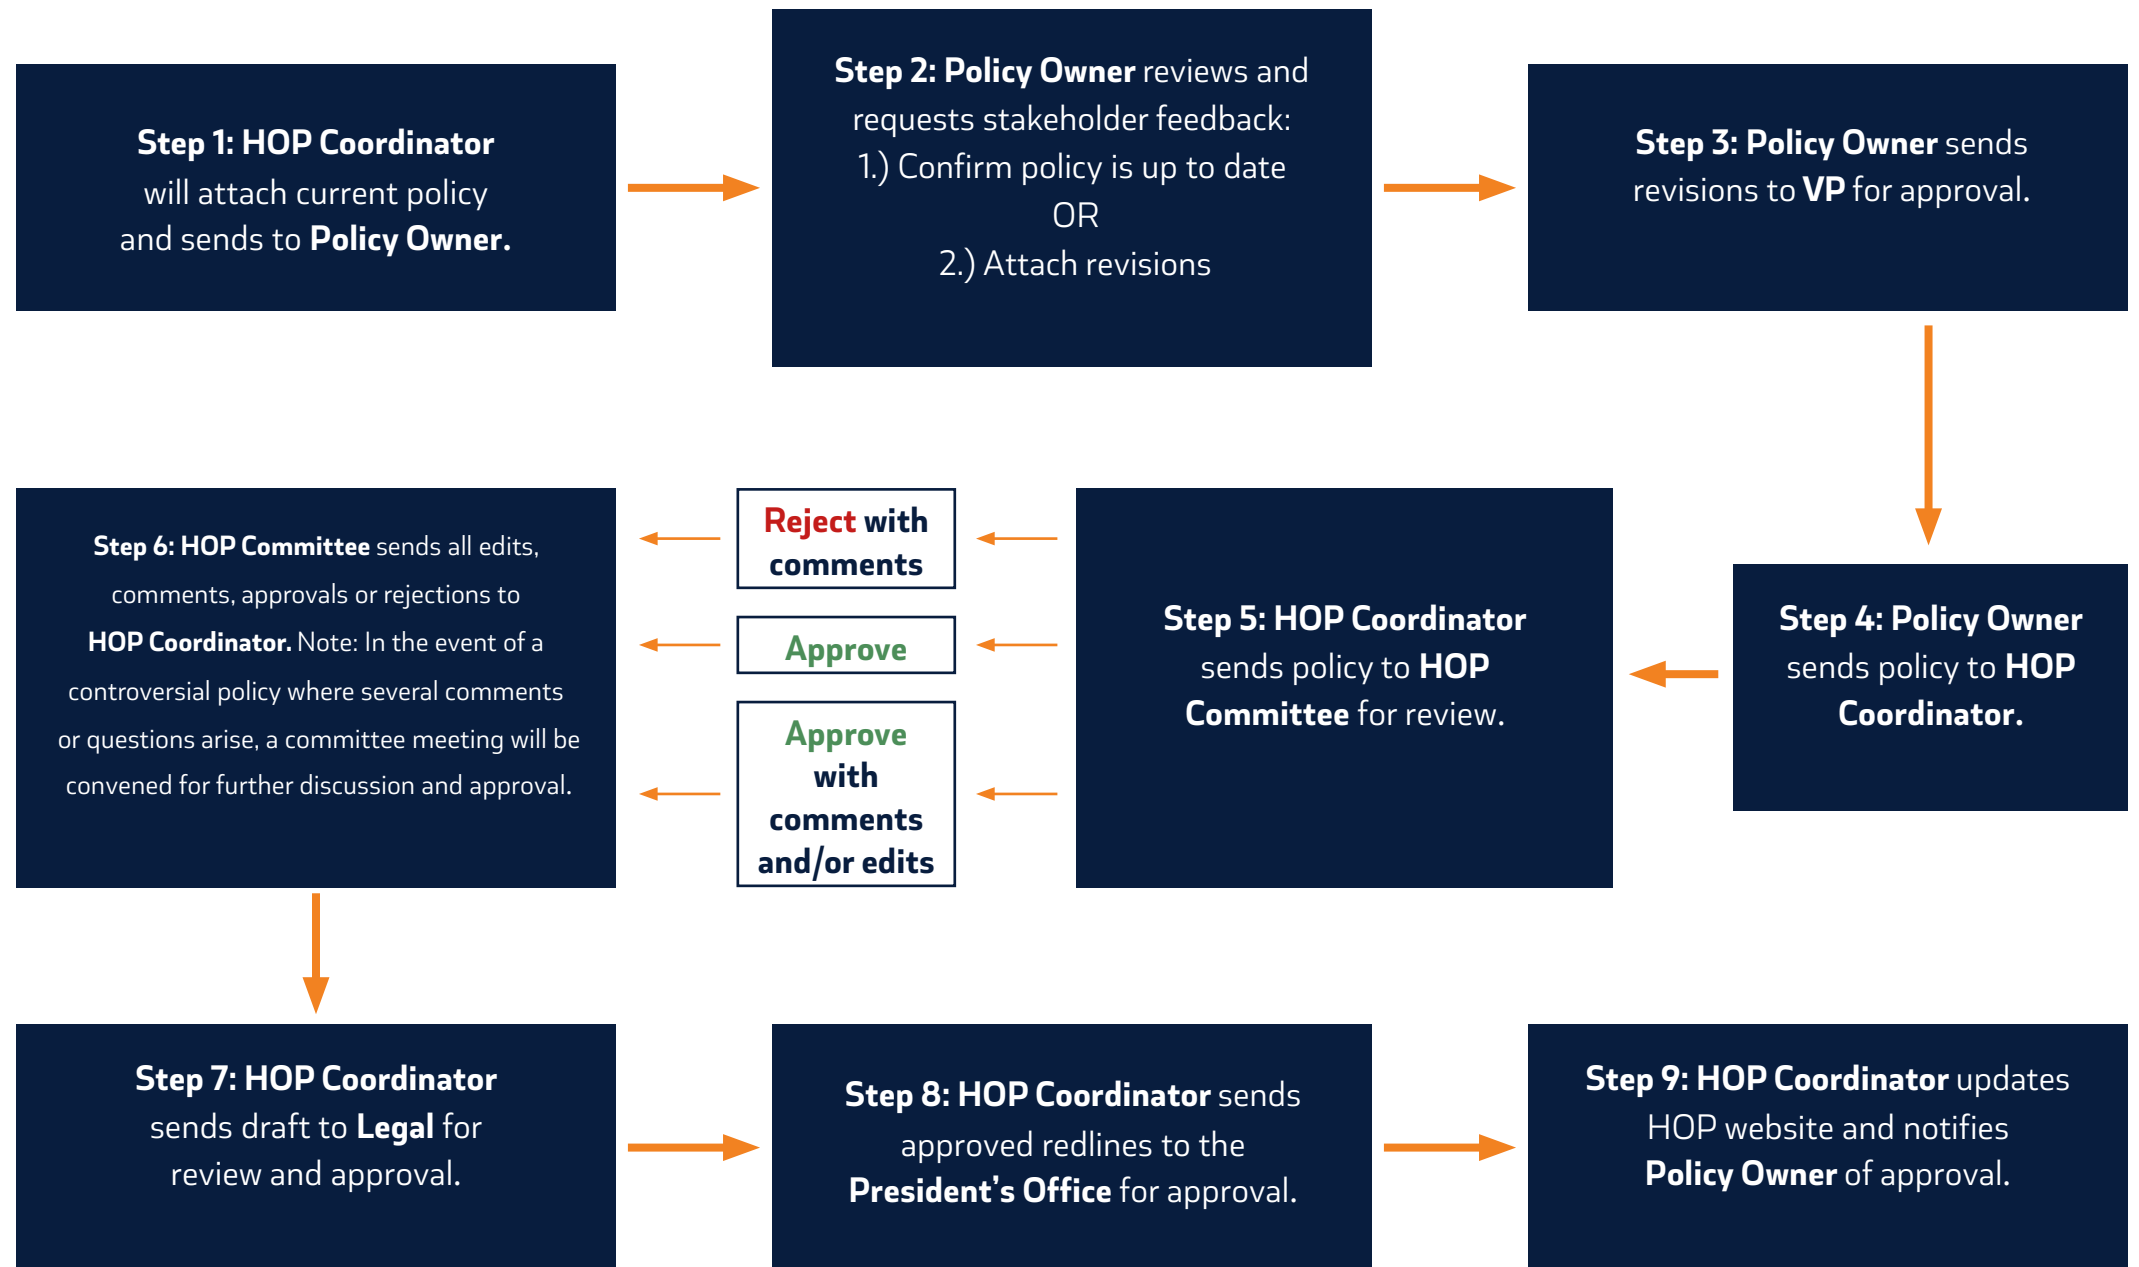 Step 1: HOP Coordinator
will attach current policy
and sends to Policy Owner.
Step 2: Policy Owner reviews and
requests stakeholder feedback:
1.) Confirm policy is up to date
OR
2.) Attach revisions
Step 3: Policy Owner sends
revisions to VP for approval.
Step 4: Policy Owner
sends policy to HOP
Coordinator.
Step 5: HOP Coordinator
sends policy to HOP
Committee for review.
Reject with
comments
Approve
Approve
with
comments
and/or edits
Step 6: HOP Committee sends all edits,
comments, approvals or rejections to
HOP Coordinator. Note: In the event of a
controversial policy where several comments
or questions arise, a committee meeting will be
convened for further discussion and approval.
Step 7: HOP Coordinator
sends draft to Legal for
review and approval.
Step 8: HOP Coordinator sends
approved redlines to the
President’s Office for approval.
Step 9: HOP Coordinator updates
HOP website and notifies
Policy Owner of approval.